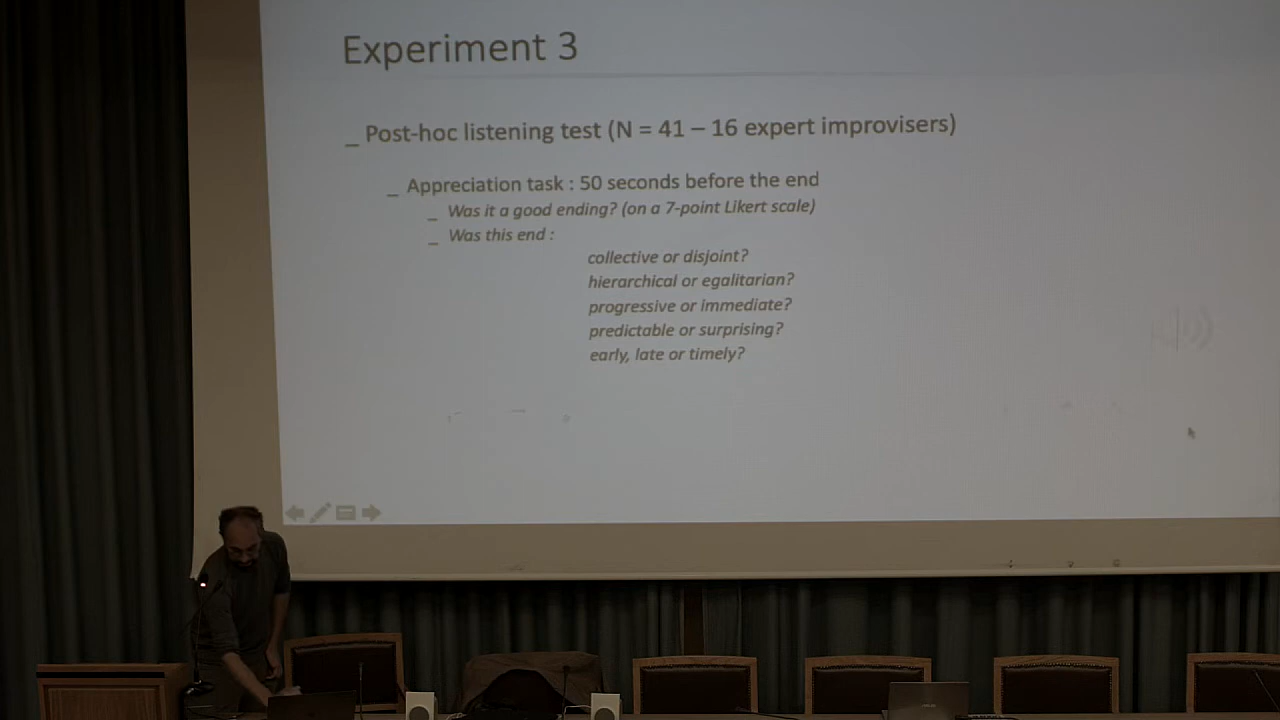 Experiment 3
_ Post-hoc listening test (N = 41 – 16 expert improvisers)
_ Appreciation task : 50 seconds before the end
_ Was it a good ending? (on a 7-point Likert scale)
_ Was this end :
collective or disjoint?
hierarchical or egalitarian?
progressive or immediate?
predictable or surprising?
early, late or timely?